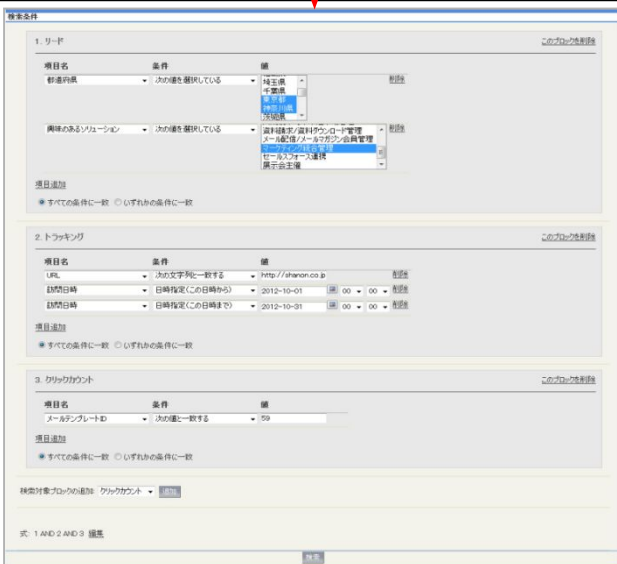 検索条件
1. リード このブロックを削除
項目名 条件 値
都道府県 次の値を選択している 埼玉県 削除
千葉県
東京都
神奈川県
茨城県
興味のあるソリューション 次の値を選択している 資料請求/資料ダウンロード管理 削除
メール配信/メールマガジン会員管理
マーケティング統合管理
セールスフォース連携
展示会主催
項目追加
すべての条件に一致 いずれかの条件に一致
2. トラッキング このブロックを削除
項目名 条件 値
URL 次の文字列と一致する http://shanon.co.jp 削除
訪問日時 日時指定(この日時から) 2012-10-01 00 00 削除
訪問日時 日時指定(この日時まで) 2012-10-31 00 00 削除
項目追加
すべての条件に一致 いずれかの条件に一致
3. クリックカウント このブロックを削除
項目名 条件 値
メールテンプレートID 次の値と一致する 59
項目追加
すべての条件に一致 いずれかの条件に一致
検索対象ブロックの追加: クリックカウント 追加
式: 1 AND 2 AND 3 編集
検索